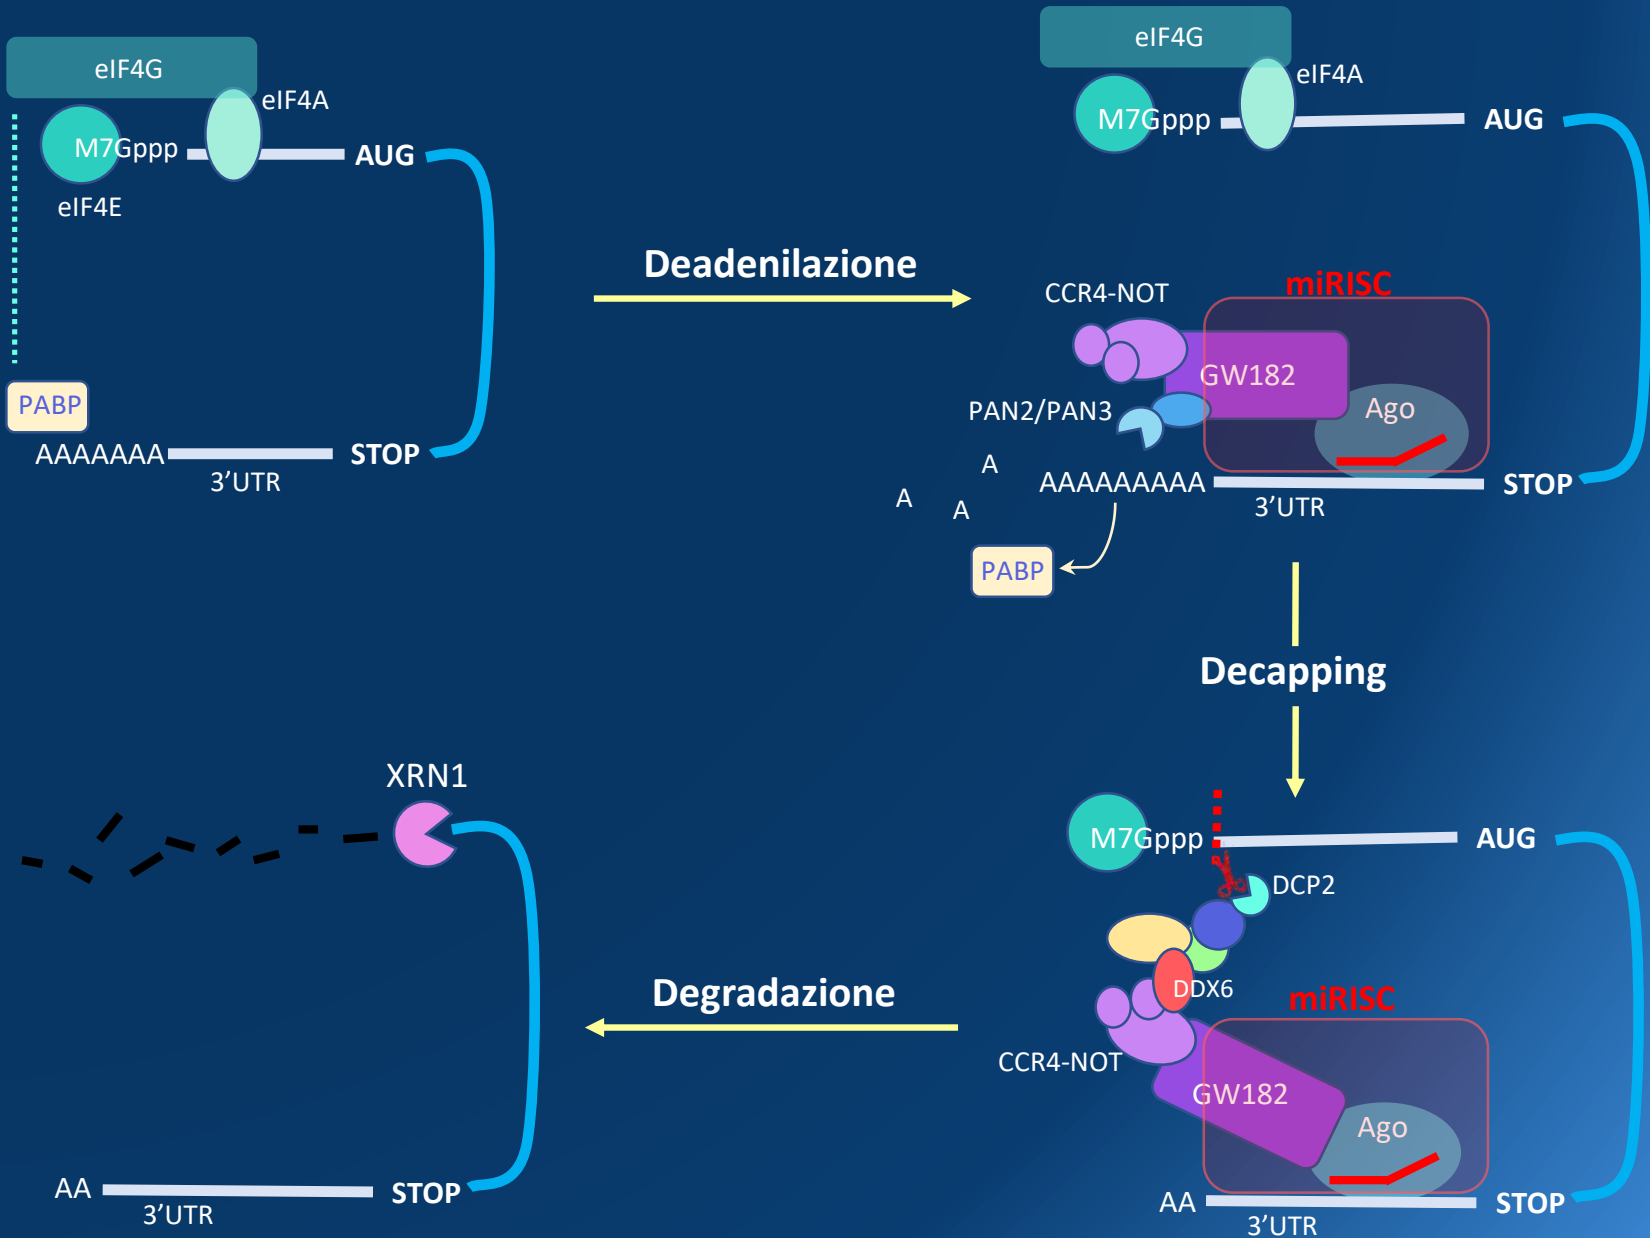 eIF4G
eIF4A
M7Gppp
AUG
eIF4E
PABP
AAAAAAA
STOP
3’UTR
Deadenilazione
eIF4G
eIF4A
M7Gppp
AUG
miRISC
CCR4-NOT
GW182
PAN2/PAN3
Ago
A
A
A
AAAAAAAAA
STOP
3’UTR
PABP
Decapping
M7Gppp
AUG
DCP2
DDX6
miRISC
CCR4-NOT
GW182
Ago
AA
STOP
3’UTR
Degradazione
XRN1
AA
STOP
3’UTR